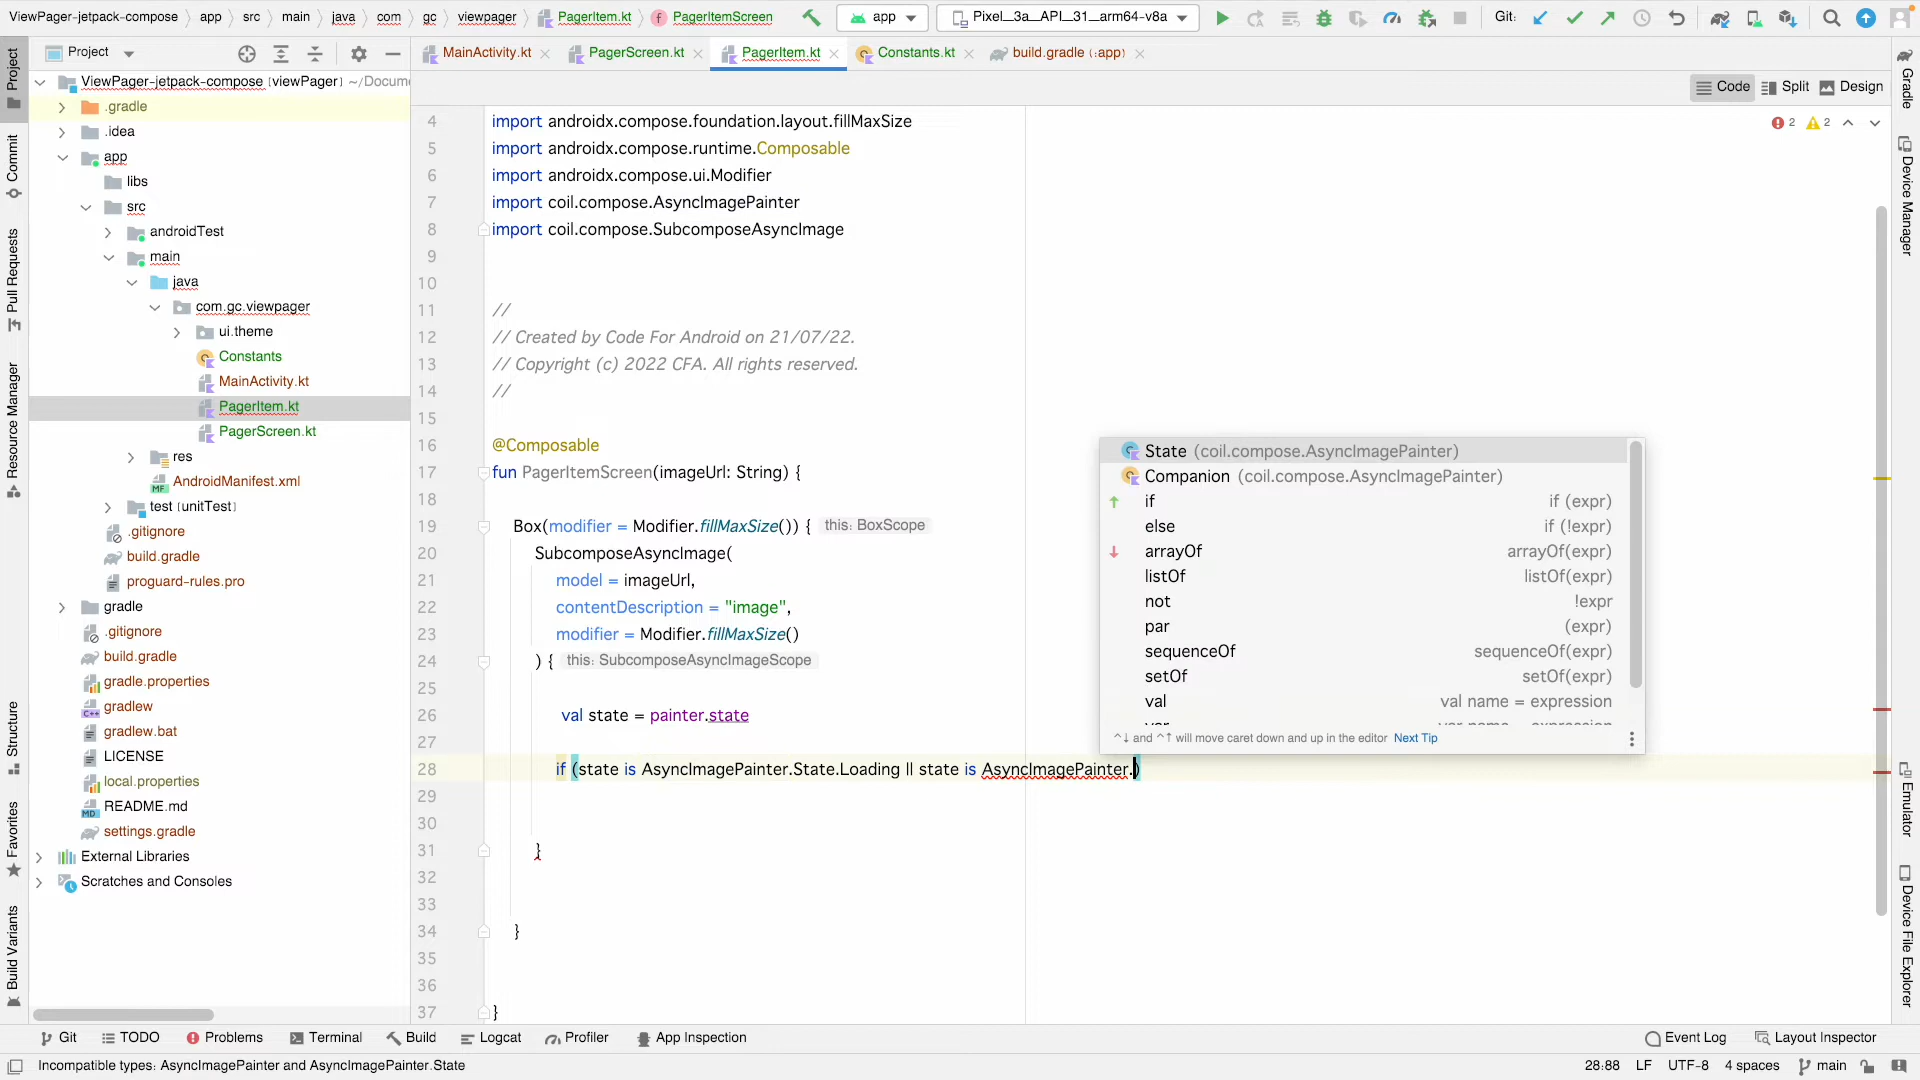 ViewPager-jetpack-compose app src main java com gc viewpager PagerItem.kt PagerItemScreen app Pixel_3a_API_31_arm64-v8a Git:
Project
MainActivity.kt PagerScreen.kt PagerItem.kt Constants.kt build.gradle (:app)
Code Split Design
ViewPager-jetpack-compose [viewPager] ~/Docume
.gradle
.idea
app
libs
src
androidTest
main
java
com.gc.viewpager
ui.theme
Constants
MainActivity.kt
PagerItem.kt
PagerScreen.kt
res
AndroidManifest.xml
test [unitTest]
.gitignore
build.gradle
proguard-rules.pro
gradle
.gitignore
build.gradle
gradle.properties
gradlew
gradlew.bat
LICENSE
local.properties
README.md
settings.gradle
External Libraries
Scratches and Consoles
Project
Commit
Pull Requests
Resource Manager
Structure
Favorites
Build Variants
2 2
4 import androidx.compose.foundation.layout.fillMaxSize
5 import androidx.compose.runtime.Composable
6 import androidx.compose.ui.Modifier
7 import coil.compose.AsyncImagePainter
8 import coil.compose.SubcomposeAsyncImage
9
10
11 //
12 // Created by Code For Android on 21/07/22.
13 // Copyright (c) 2022 CFA. All rights reserved.
14 //
15
16 @Composable
17 fun PagerItemScreen(imageUrl: String) {
18
19 Box(modifier = Modifier.fillMaxSize()) { this: BoxScope
20 SubcomposeAsyncImage(
21 model = imageUrl,
22 contentDescription = "image",
23 modifier = Modifier.fillMaxSize()
24 ) { this: SubcomposeAsyncImageScope
25
26 val state = painter.state
27
28 if (state is AsyncImagePainter.State.Loading || state is AsyncImagePainter.)
29
30
31 }
32
33
34 }
35
36
37 }
State (coil.compose.AsyncImagePainter)
Companion (coil.compose.AsyncImagePainter)
if if (expr)
else if (!expr)
arrayOf arrayOf(expr)
listOf listOf(expr)
not !expr
par (expr)
sequenceOf sequenceOf(expr)
setOf setOf(expr)
val val name = expression
var var name = expression
^↓ and ^↑ will move caret down and up in the editor Next Tip
Gradle
Device Manager
Emulator
Device File Explorer
Git TODO Problems Terminal Build Logcat Profiler App Inspection Event Log Layout Inspector
Incompatible types: AsyncImagePainter and AsyncImagePainter.State 28:88 LF UTF-8 4 spaces main